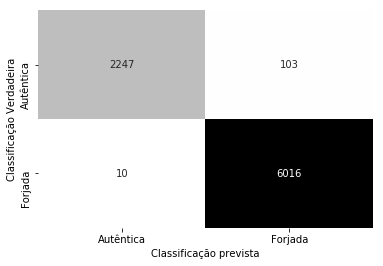 Classificação Verdadeira
Autêntica
2247 103
Forjada
10 6016
Autêntica Forjada
Classificação prevista